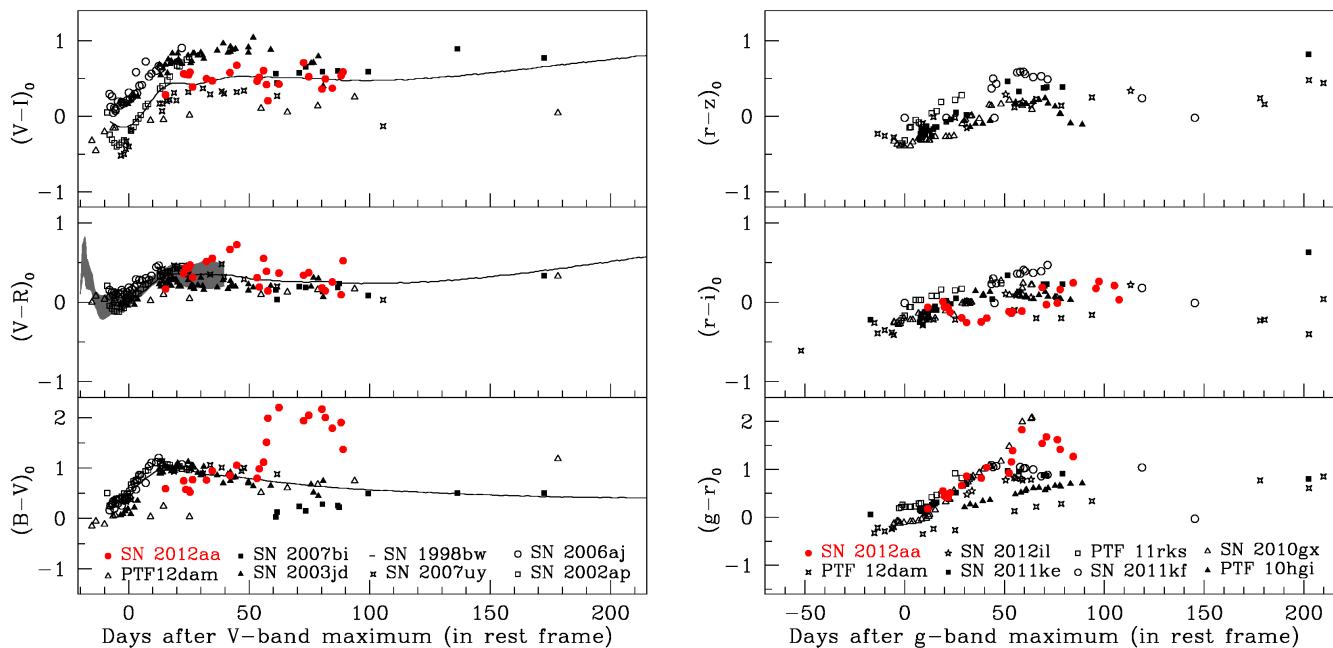 1
0
−1
(V−I)₀
1
0
−1
(V−R)₀
2
1
0
−1
(B−V)₀
SN 2012aa
SN 2007bi
SN 1998bw
SN 2006aj
PTF12dam
SN 2003jd
SN 2007uy
SN 2002ap
0
50
100
150
200
Days after V−band maximum (in rest frame)
1
0
−1
(r−z)₀
1
0
−1
(r−i)₀
2
1
0
−1
(g−r)₀
SN 2012aa
SN 2012il
PTF 11rks
SN 2010gx
PTF 12dam
SN 2011ke
SN 2011kf
PTF 10hgi
−50
0
50
100
150
200
Days after g−band maximum (in rest frame)